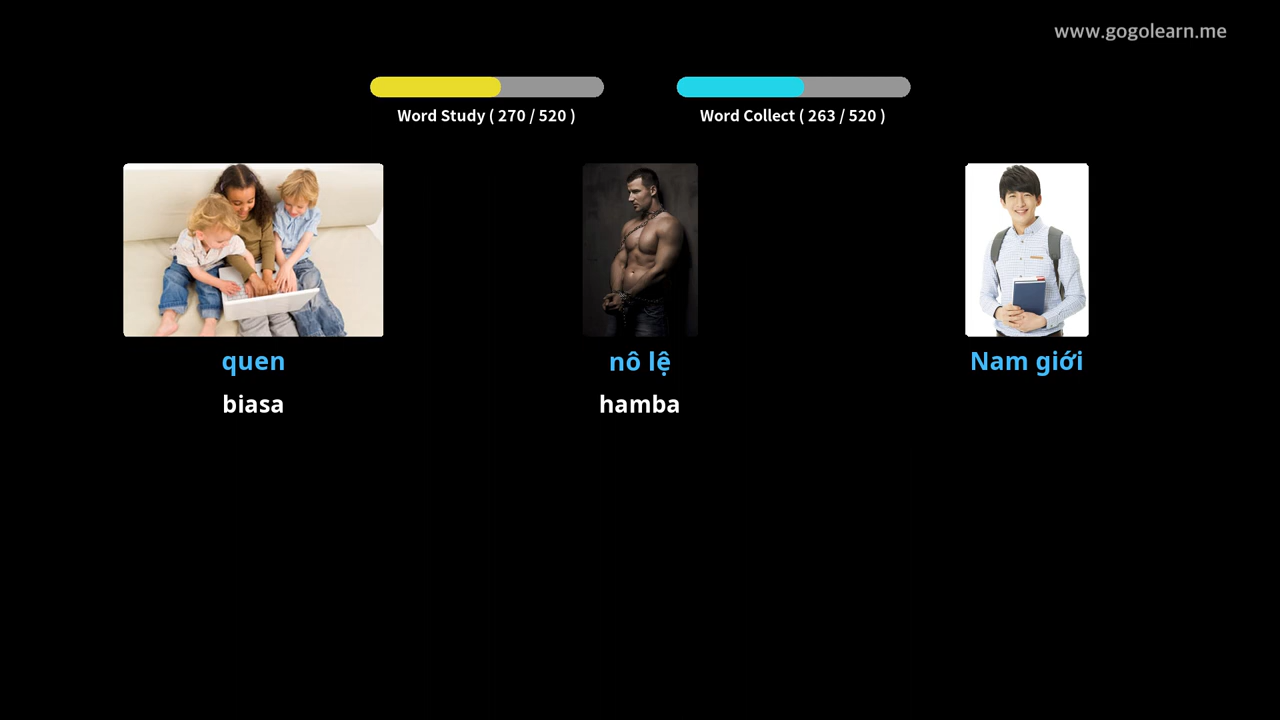 www.gogolearn.me
Word Study ( 270 / 520 )
Word Collect ( 263 / 520 )
quen
nô lệ
Nam giới
biasa
hamba